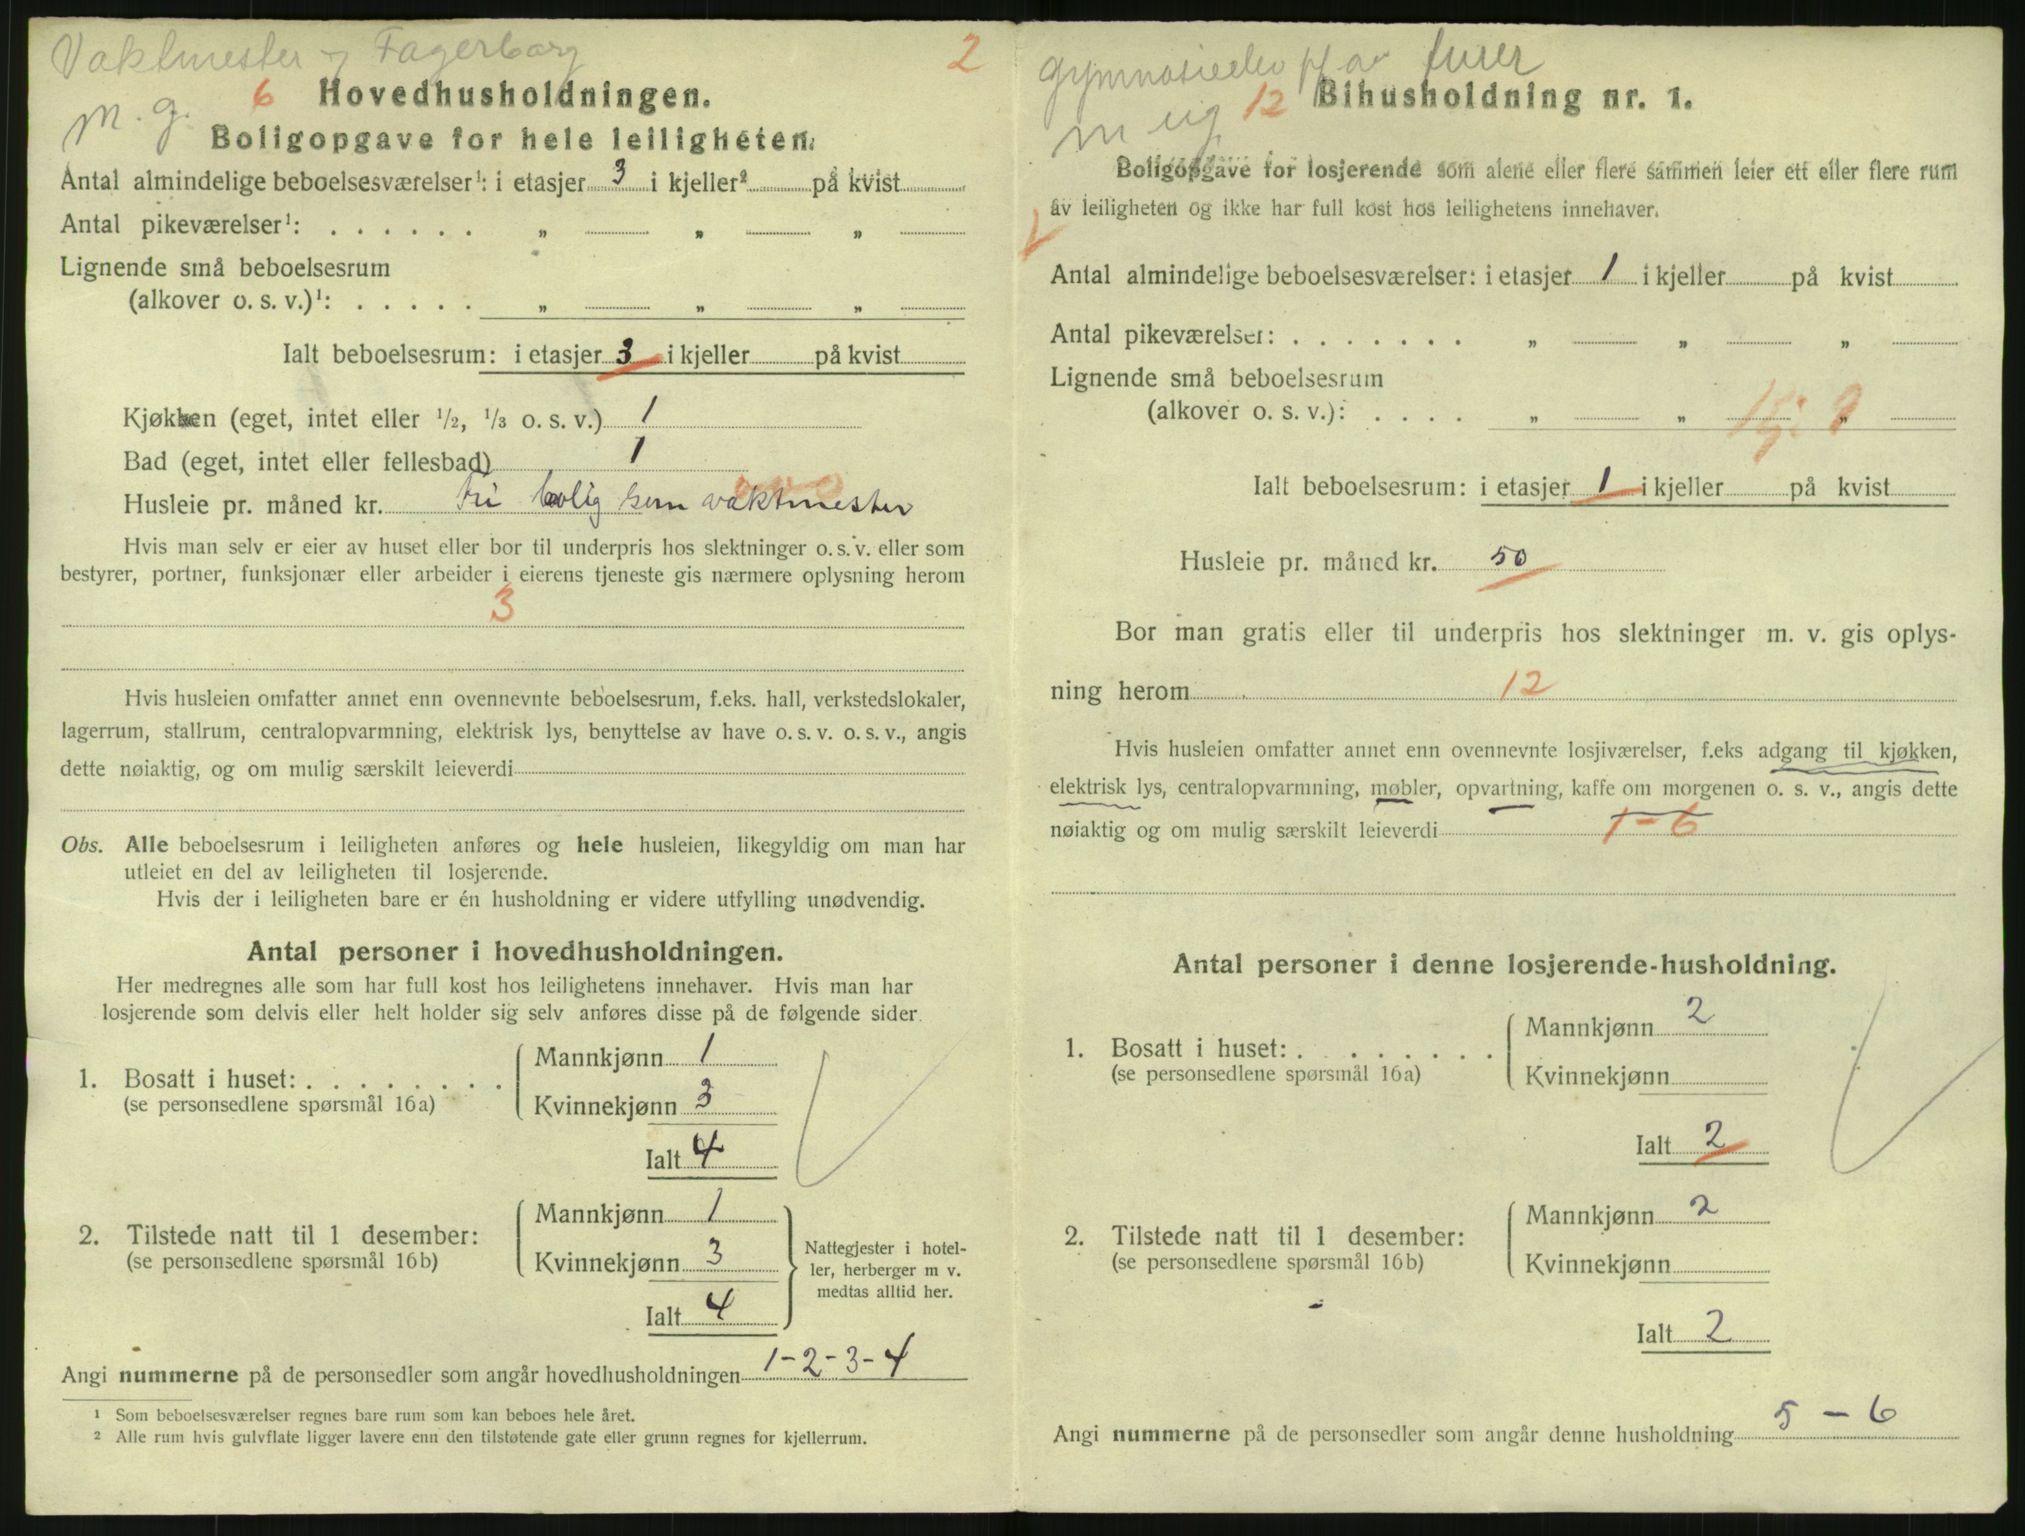 Vaktmester Fagerborg
2
m. g. 6 Hovedhusholdningen.
Boligopgave for hele leiligheten.
Antal almindelige beboelsesværelser¹: i etasjer 3 i kjeller² på kvist
Antal pikeværelser¹: . . . . . . „ „ „
Lignende små beboelsesrum
(alkover o. s. v.)¹: . . . . . „ „ „
Ialt beboelsesrum: i etasjer 3 i kjeller på kvist
Kjøkken (eget, intet eller 1/2, 1/3 o. s. v.) 1
Bad (eget, intet eller fellesbad) 1
Husleie pr. måned kr. Fri bolig som vaktmester
Hvis man selv er eier av huset eller bor til underpris hos slektninger o. s. v. eller som
bestyrer, portner, funksjonær eller arbeider i eierens tjeneste gis nærmere oplysning herom
3
Hvis husleien omfatter annet enn ovennevnte beboelsesrum, f.eks. hall, verkstedslokaler,
lagerrum, stallrum, centralopvarmning, elektrisk lys, benyttelse av have o. s. v. o. s. v., angis
dette nøiaktig, og om mulig særskilt leieverdi
Obs. Alle beboelsesrum i leiligheten anføres og hele husleien, likegyldig om man har
utleiet en del av leiligheten til losjerende.
Hvis der i leiligheten bare er én husholdning er videre utfylling unødvendig.
Antal personer i hovedhusholdningen.
Her medregnes alle som har full kost hos leilighetens innehaver. Hvis man har
losjerende som delvis eller helt holder sig selv anføres disse på de følgende sider.
1. Bosatt i huset: . . . . . . . .
(se personsedlene spørsmål 16a)
Mannkjønn 1
Kvinnekjønn 3
Ialt 4
2. Tilstede natt til 1 desember:
(se personsedlene spørsmål 16b)
Mannkjønn 1
Kvinnekjønn 3
Ialt 4
Nattegjester i hotel-
ler, herberger m v.
medtas alltid her.
Angi nummerne på de personsedler som angår hovedhusholdningen 1-2-3-4
¹ Som beboelsesværelser regnes bare rum som kan beboes hele året.
² Alle rum hvis gulvflate ligger lavere enn den tilstøtende gate eller grunn regnes for kjellerrum.
furer
m ug 12 Bihusholdning nr. 1.
Boligopgave for losjerende som alene eller flere sammen leier ett eller flere rum
av leiligheten og ikke har full kost hos leilighetens innehaver.
Antal almindelige beboelsesværelser: i etasjer 1 i kjeller på kvist
Antal pikeværelser: . . . . . . . „ „ „
Lignende små beboelsesrum
(alkover o. s. v.): . . . . „ „ „
Ialt beboelsesrum: i etasjer 1 i kjeller på kvist
Husleie pr. måned kr. 50
Bor man gratis eller til underpris hos slektninger m. v. gis oplys-
ning herom 12
Hvis husleien omfatter annet enn ovennevnte losjiværelser, f.eks adgang til kjøkken,
elektrisk lys, centralopvarmning, møbler, opvartning, kaffe om morgenen o. s. v., angis dette
nøiaktig og om mulig særskilt leieverdi 1-6
Antal personer i denne losjerende-husholdning.
1. Bosatt i huset: . . . . . . . .
(se personsedlene spørsmål 16a)
Mannkjønn 2
Kvinnekjønn
Ialt 2
2. Tilstede natt til 1 desember:
(se personsedlene spørsmål 16b)
Mannkjønn 2
Kvinnekjønn
Ialt 2
Angi nummerne på de personsedler som angår denne husholdning 5 - 6